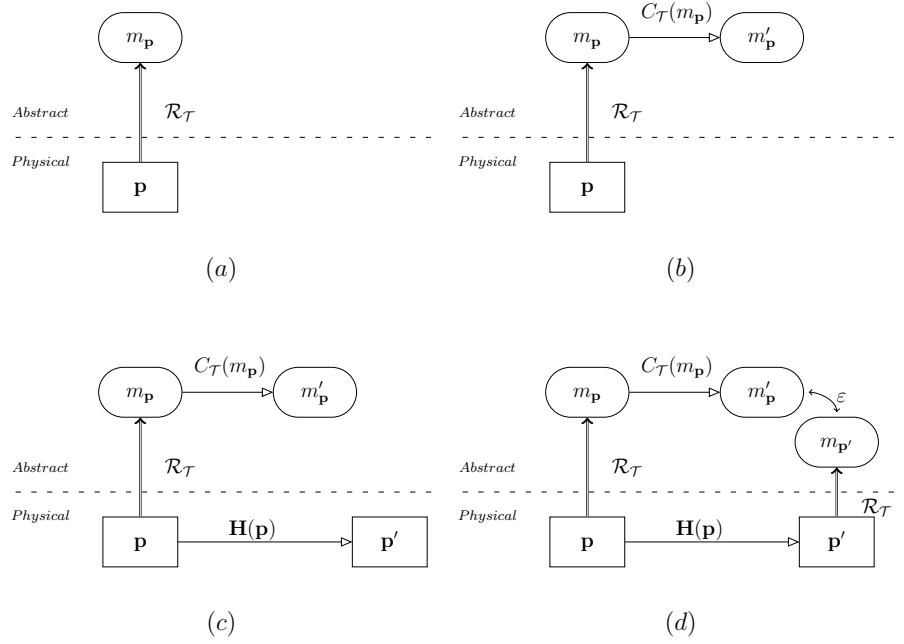 m_𝐩
Abstract
ℛ_𝒯
Physical
𝐩
(a)
m_𝐩
C_𝒯(m_𝐩)
m′_𝐩
Abstract
ℛ_𝒯
Physical
𝐩
(b)
m_𝐩
C_𝒯(m_𝐩)
m′_𝐩
Abstract
ℛ_𝒯
Physical
𝐩
𝐇(𝐩)
𝐩′
(c)
m_𝐩
C_𝒯(m_𝐩)
m′_𝐩
ε
m_𝐩′
Abstract
ℛ_𝒯
Physical
ℛ_𝒯
𝐩
𝐇(𝐩)
𝐩′
(d)